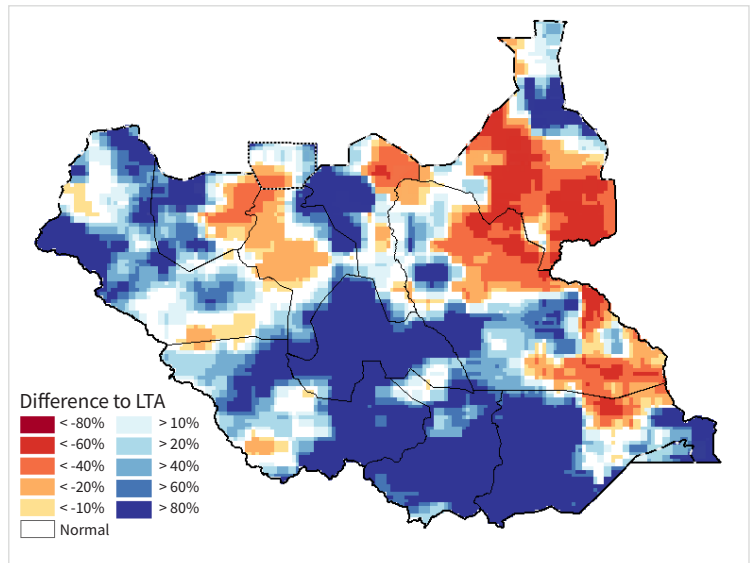 Difference to LTA
< -80% > 10%
< -60% > 20%
< -40% > 40%
< -20% > 60%
< -10% > 80%
Normal